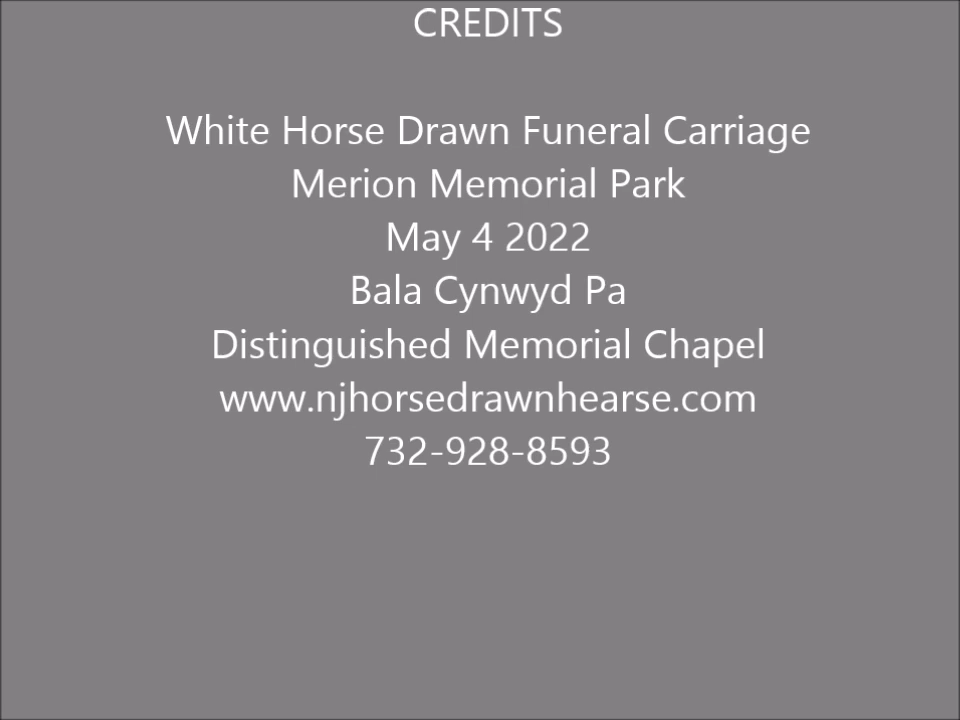 CREDITS
White Horse Drawn Funeral Carriage
Merion Memorial Park
May 4 2022
Bala Cynwyd Pa
Distinguished Memorial Chapel
www.njhorsedrawnhearse.com
732-928-8593